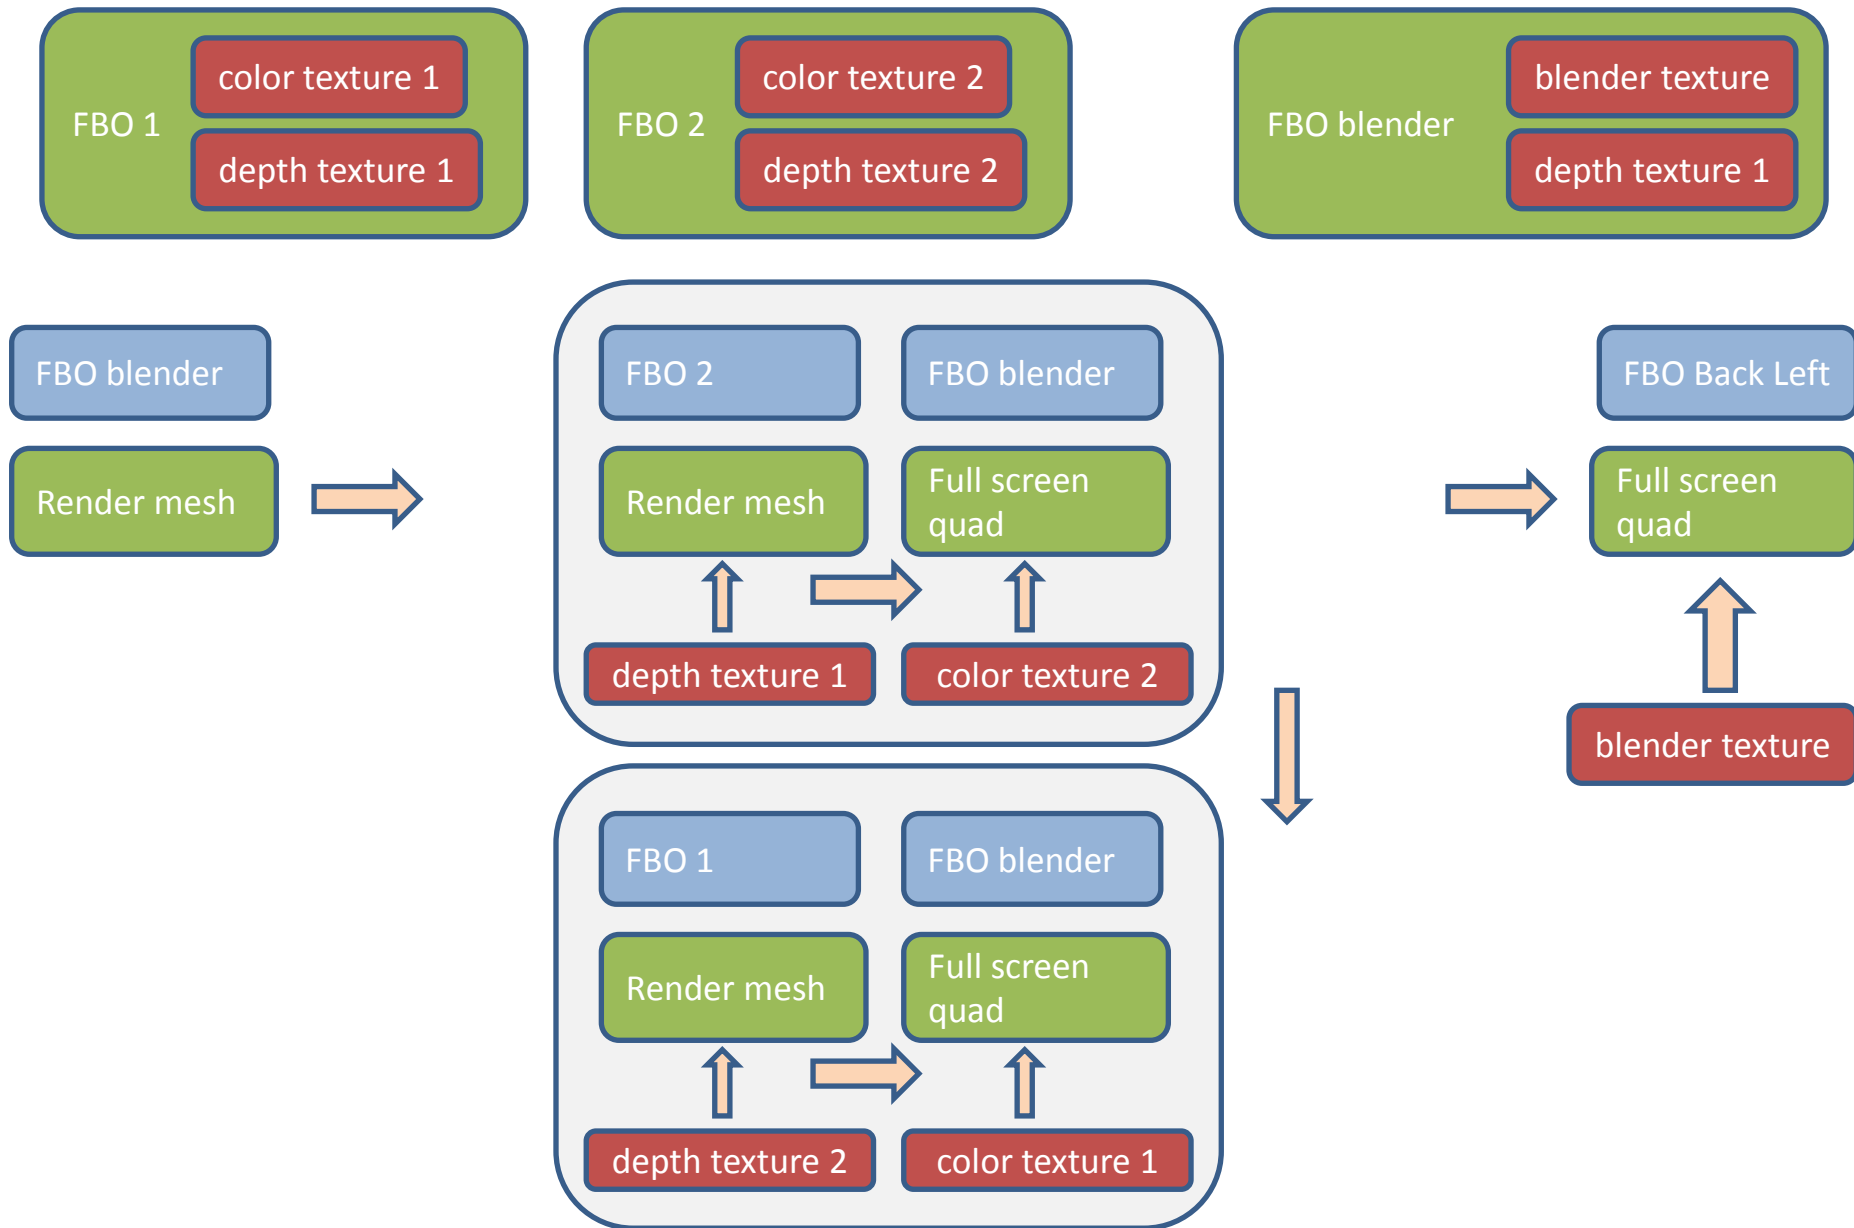 FBO 1
color texture 1
depth texture 1
FBO 2
color texture 2
depth texture 2
FBO blender
blender texture
depth texture 1
FBO blender
Render mesh
FBO 2
Render mesh
depth texture 1
FBO blender
Full screen
quad
color texture 2
FBO 1
Render mesh
depth texture 2
FBO blender
Full screen
quad
color texture 1
FBO Back Left
Full screen
quad
blender texture